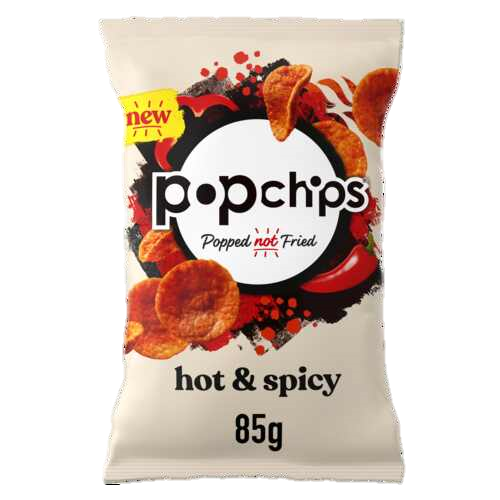 new
popchips
Popped not Fried
hot & spicy
85g